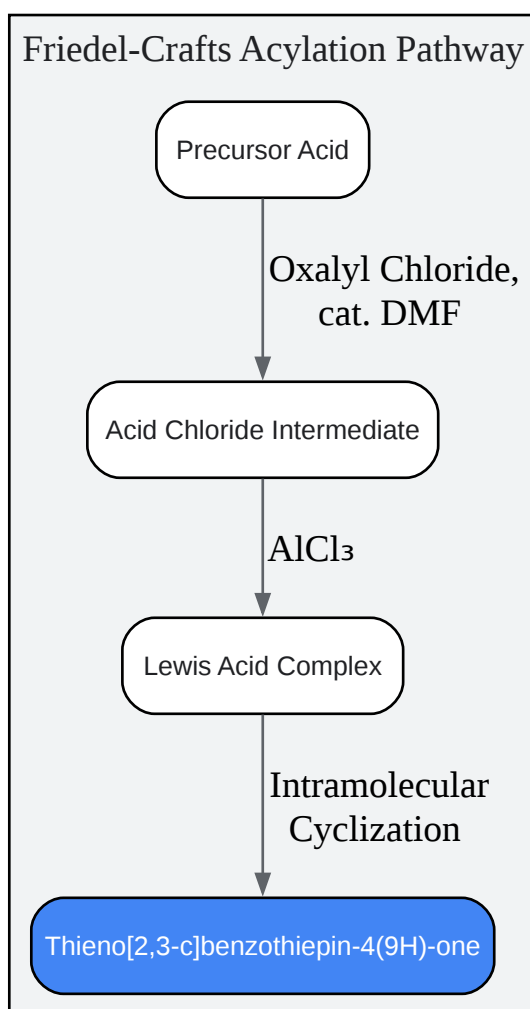 Friedel-Crafts Acylation Pathway
Precursor Acid
Oxalyl Chloride,
cat. DMF
Acid Chloride Intermediate
AlCl₃
Lewis Acid Complex
Intramolecular
Cyclization
Thieno[2,3-c]benzothiepin-4(9H)-one